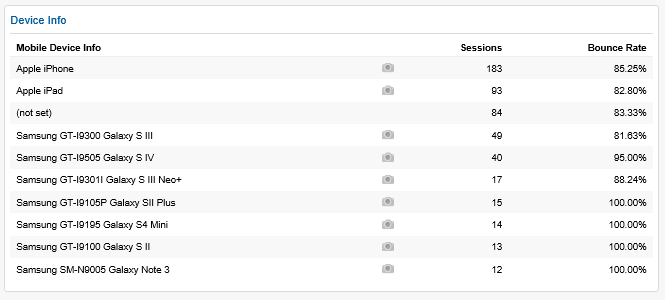 Device Info
Mobile Device Info Sessions Bounce Rate
Apple iPhone 183 85.25%
Apple iPad 93 82.80%
(not set) 84 83.33%
Samsung GT-I9300 Galaxy S III 49 81.63%
Samsung GT-I9505 Galaxy S IV 40 95.00%
Samsung GT-I9301I Galaxy S III Neo+ 17 88.24%
Samsung GT-I9105P Galaxy SII Plus 15 100.00%
Samsung GT-I9195 Galaxy S4 Mini 14 100.00%
Samsung GT-I9100 Galaxy S II 13 100.00%
Samsung SM-N9005 Galaxy Note 3 12 100.00%